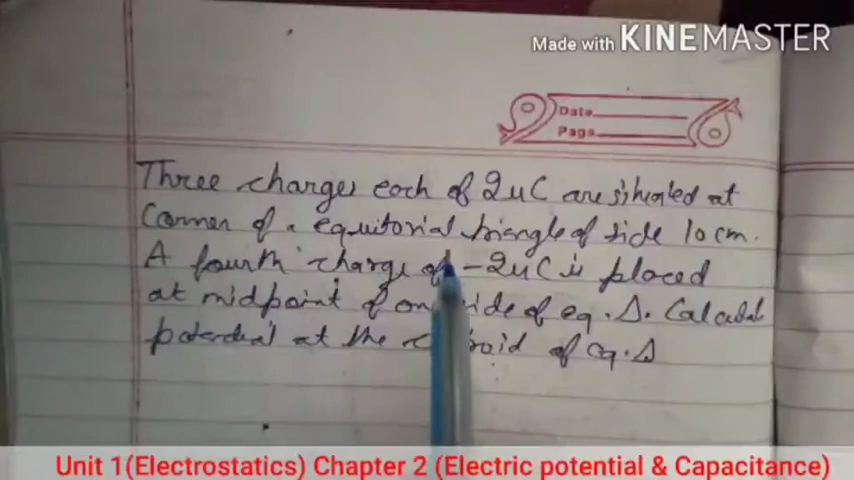 Made with KINEMASTER
Date
Page
Three charges each of 2uC are situated at
Corner of a equitorial triangle of side 10 cm.
A fourth charge of -2uC is placed
at midpoint of one side of eq. Δ. Calculate
potential at the of eq. Δ
Unit 1(Electrostatics) Chapter 2 (Electric potential & Capacitance)